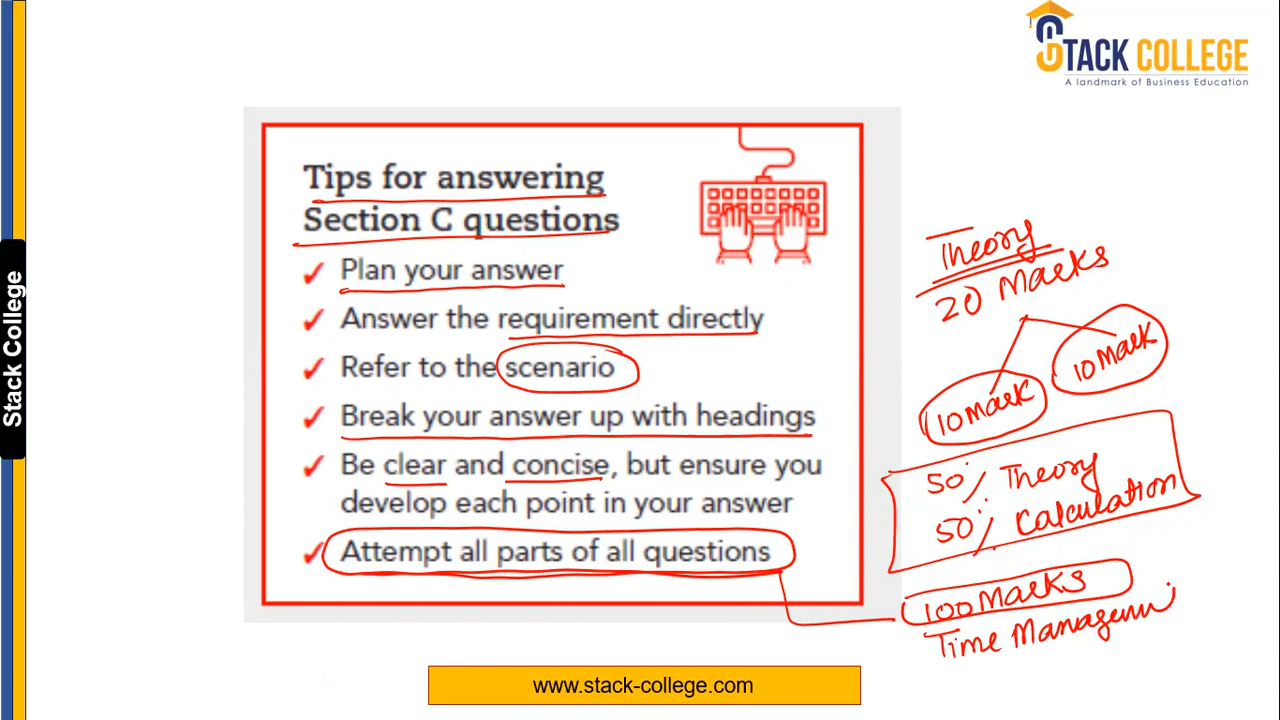 STACK COLLEGE
A landmark of Business Education
Stack College
Tips for answering
Section C questions
✓ Plan your answer
✓ Answer the requirement directly
✓ Refer to the scenario
✓ Break your answer up with headings
✓ Be clear and concise, but ensure you
develop each point in your answer
✓ Attempt all parts of all questions
Theory
20 Marks
10 Mark
10 Mark
50% Theory
50% Calculation
100 Marks
Time
www.stack-college.com